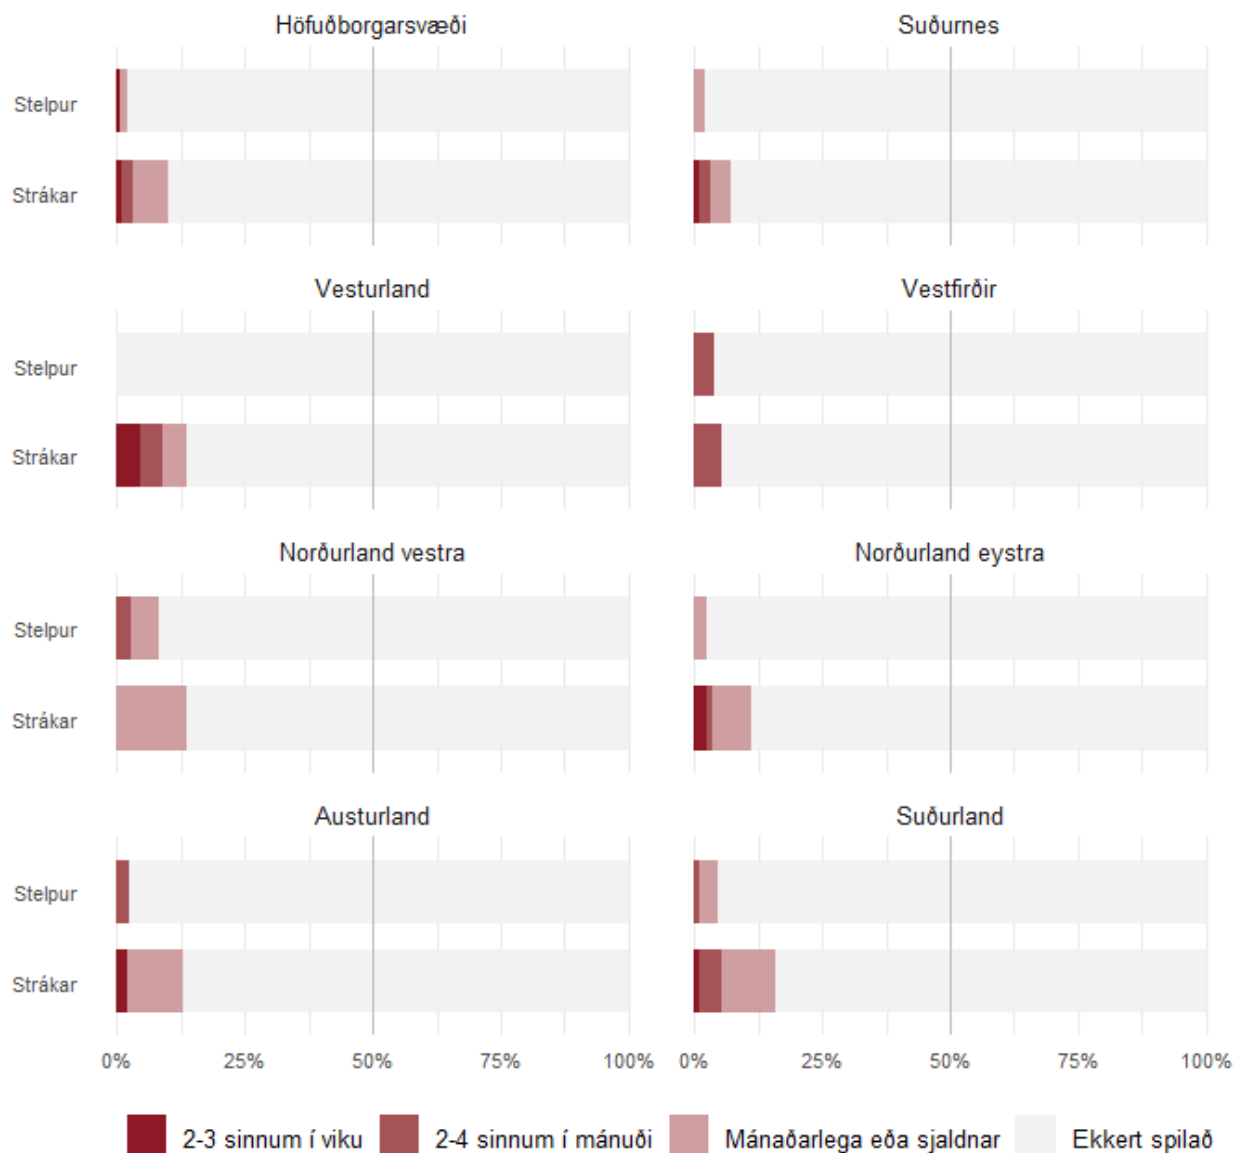 Höfuðborgarsvæði
Suðurnes
Stelpur
Strákar
Vesturland
Vestfirðir
Stelpur
Strákar
Norðurland vestra
Norðurland eystra
Stelpur
Strákar
Austurland
Suðurland
Stelpur
Strákar
0% 25% 50% 75% 100% 0% 25% 50% 75% 100%
2-3 sinnum í viku 2-4 sinnum í mánuði Mánaðarlega eða sjaldnar Ekkert spilað